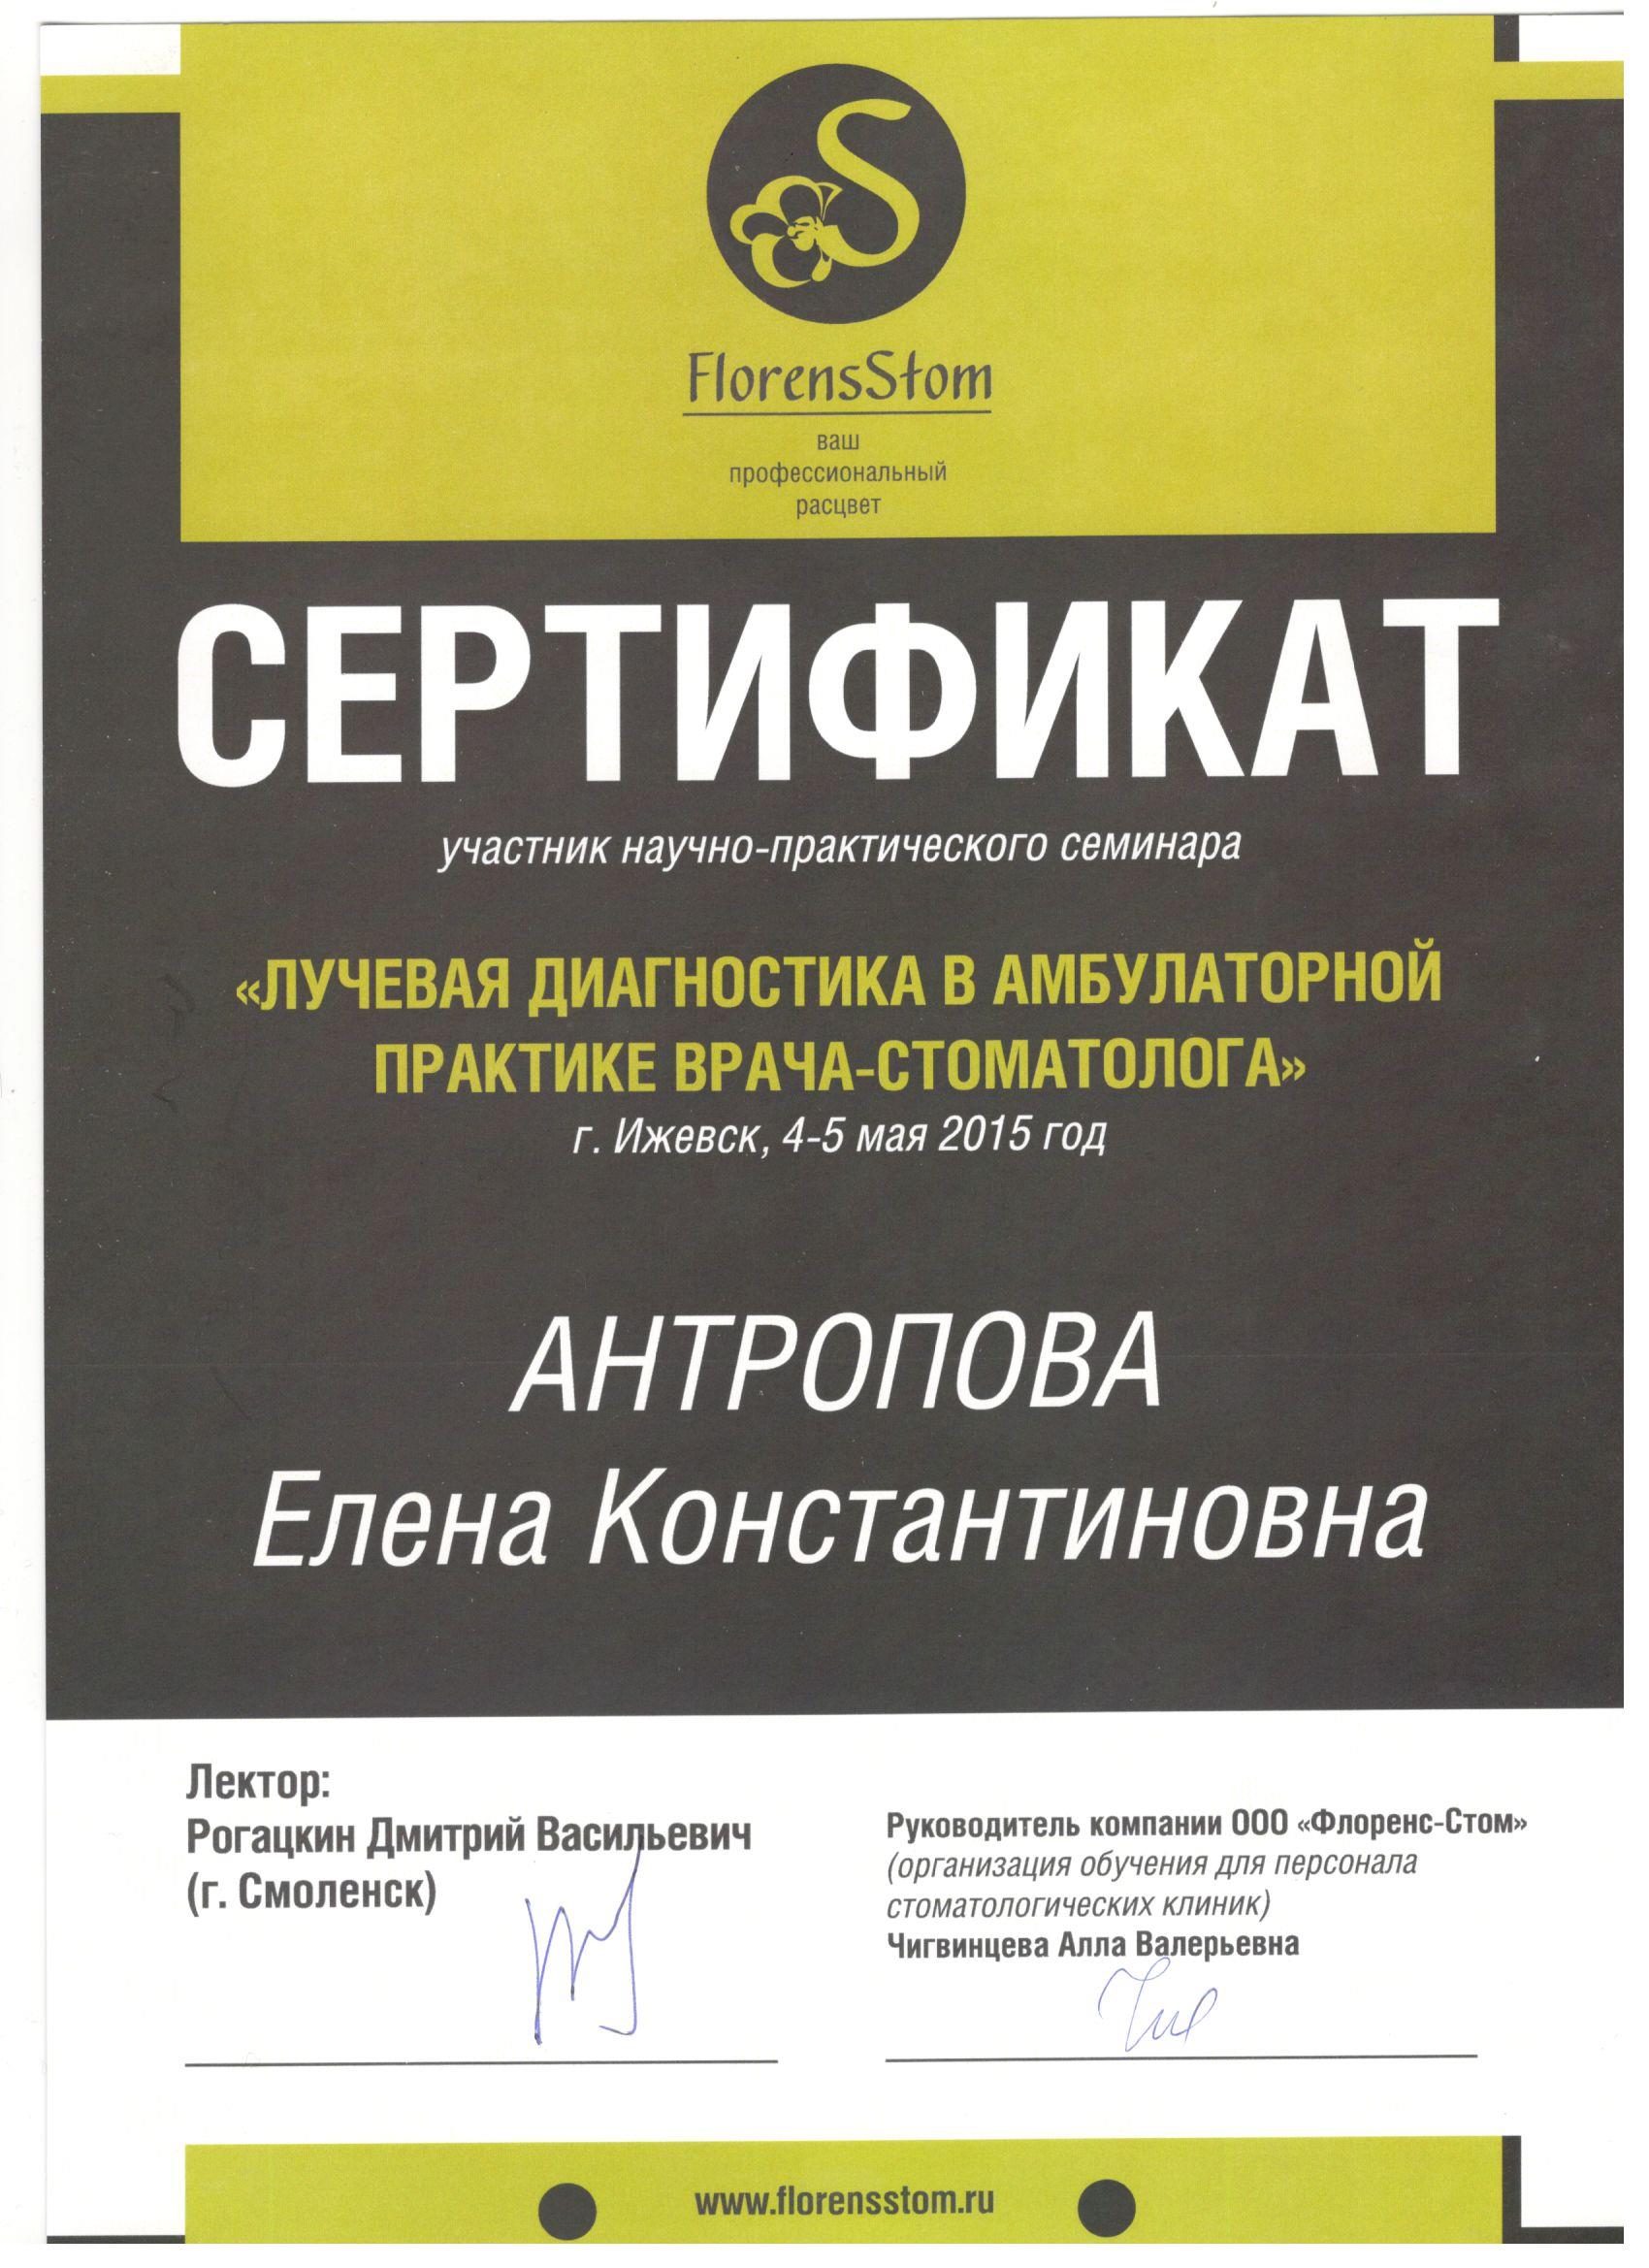 S
FlorensStom
ваш
профессиональный
расцвет
СЕРТИФИКАТ
участник научно-практического семинара
«ЛУЧЕВАЯ ДИАГНОСТИКА В АМБУЛАТОРНОЙ
ПРАКТИКЕ ВРАЧА-СТОМАТОЛОГА»
г. Ижевск, 4-5 мая 2015 год
АНТРОПОВА
Елена Константиновна
Лектор:
Рогацкин Дмитрий Васильевич
(г. Смоленск)
Руководитель компании ООО «Флоренс-Стом»
(организация обучения для персонала
стоматологических клиник)
Чигвинцева Алла Валерьевна
www.florensstom.ru